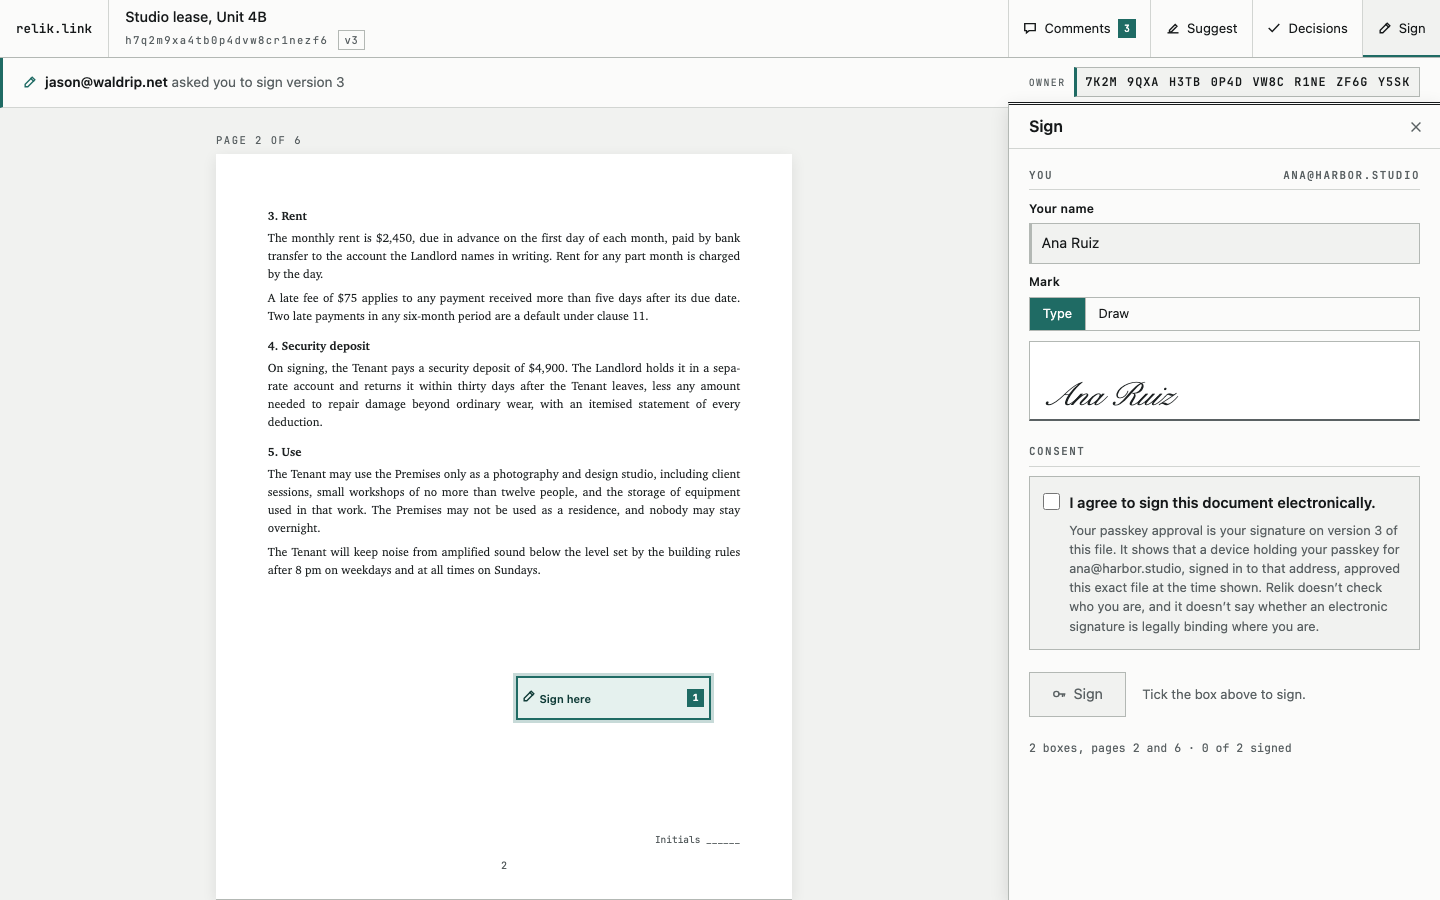 relik.link
Studio lease, Unit 4B
h7q2m9xa4tb0p4dvw8cr1nezf6 v3
Comments 3
Suggest
Decisions
Sign
jason@waldrip.net asked you to sign version 3
OWNER 7K2M 9QXA H3TB 0P4D VW8C R1NE ZF6G Y5SK
PAGE 2 OF 6
3. Rent
The monthly rent is $2,450, due in advance on the first day of each month, paid by bank
transfer to the account the Landlord names in writing. Rent for any part month is charged
by the day.
A late fee of $75 applies to any payment received more than five days after its due date.
Two late payments in any six-month period are a default under clause 11.
4. Security deposit
On signing, the Tenant pays a security deposit of $4,900. The Landlord holds it in a sepa-
rate account and returns it within thirty days after the Tenant leaves, less any amount
needed to repair damage beyond ordinary wear, with an itemised statement of every
deduction.
5. Use
The Tenant may use the Premises only as a photography and design studio, including client
sessions, small workshops of no more than twelve people, and the storage of equipment
used in that work. The Premises may not be used as a residence, and nobody may stay
overnight.
The Tenant will keep noise from amplified sound below the level set by the building rules
after 8 pm on weekdays and at all times on Sundays.
Sign here 1
Initials ______
2
Sign
YOU ANA@HARBOR.STUDIO
Your name
Ana Ruiz
Mark
Type Draw
Ana Ruiz
CONSENT
I agree to sign this document electronically.
Your passkey approval is your signature on version 3 of
this file. It shows that a device holding your passkey for
ana@harbor.studio, signed in to that address, approved
this exact file at the time shown. Relik doesn’t check
who you are, and it doesn’t say whether an electronic
signature is legally binding where you are.
Sign Tick the box above to sign.
2 boxes, pages 2 and 6 · 0 of 2 signed